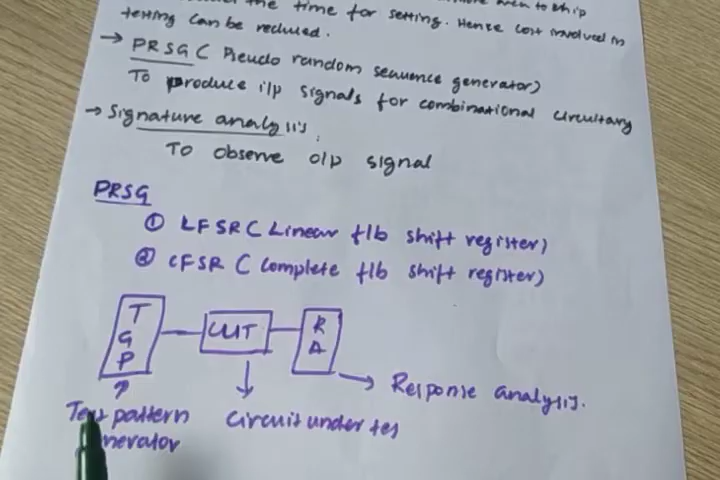 the time for setting. Hence cost involved in
testing can be reduced.
→ PRSG ( Pseudo random sequence generator)
To produce i/p signals for combinational circuitary
→ Signature analysis:
To observe o/p signal
PRSG
① LFSR ( Linear f/b shift register)
② CFSR ( Complete f/b shift register)
T G P
CUT
R A
→ Response analysis.
Test pattern
Circuit under tes
nerator